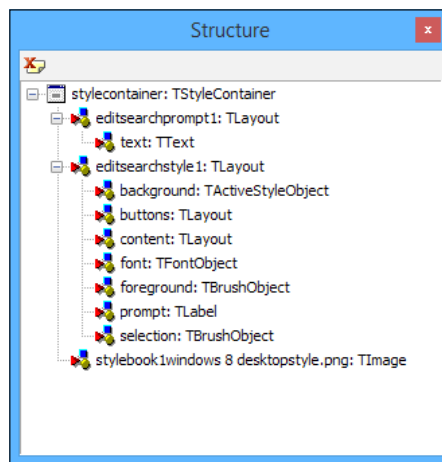 Structure
x
stylecontainer: TStyleContainer
editsearchprompt1: TLayout
text: TText
editsearchstyle1: TLayout
background: TActiveStyleObject
buttons: TLayout
content: TLayout
font: TFontObject
foreground: TBrushObject
prompt: TLabel
selection: TBrushObject
stylebook1windows 8 desktopstyle.png: TImage